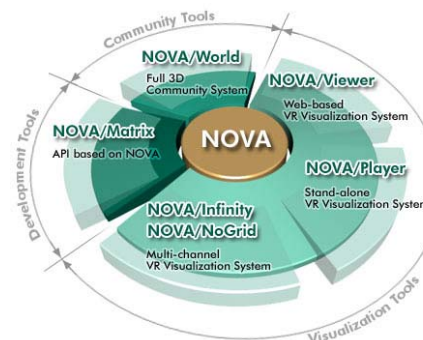 Community Tools
NOVA/World
Full 3D
Community System
NOVA/Viewer
Web-based
VR Visualization System
Development Tools
NOVA/Matrix
API based on NOVA
NOVA
NOVA/Player
Stand-alone
VR Visualization System
NOVA/Infinity
NOVA/NoGrid
Multi-channel
VR Visualization System
Visualization Tools